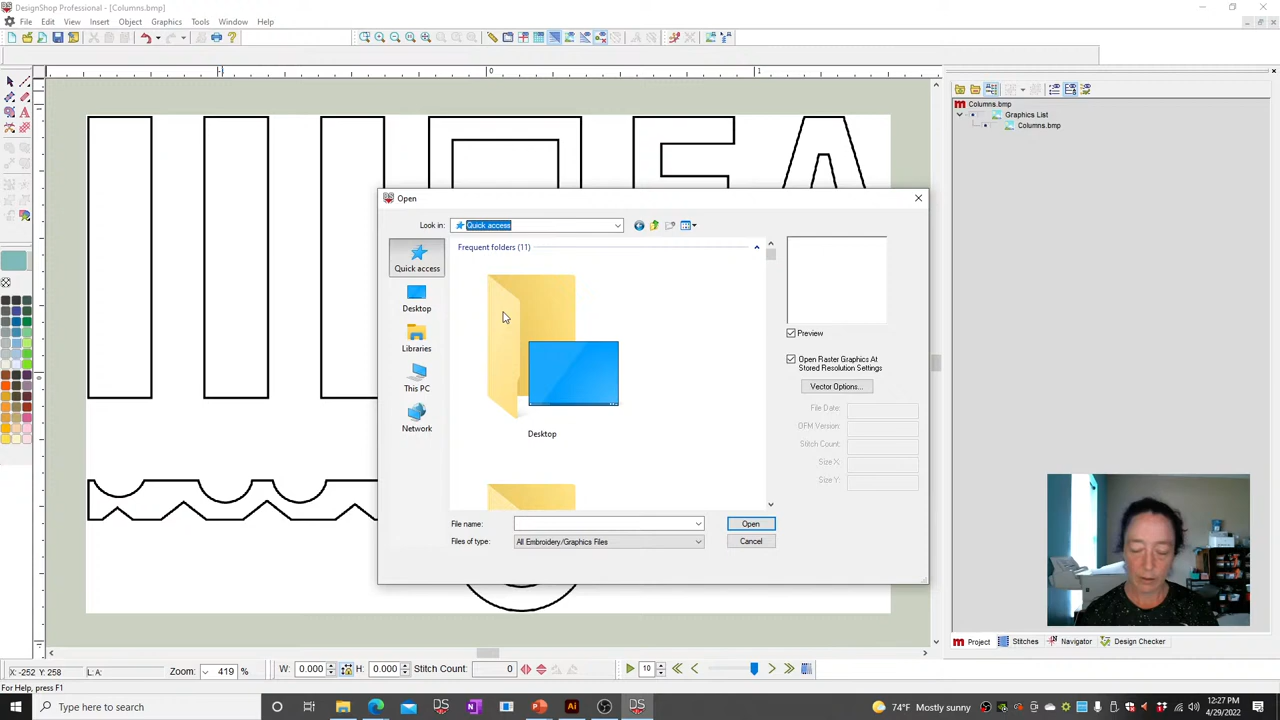 DesignShop Professional - [Columns.bmp]
File Edit View Insert Object Graphics Tools Window Help
-1 0 1
Columns.bmp
Graphics List
Columns.bmp
Open
Look in: Quick access
Quick access
Desktop
Libraries
This PC
Network
Frequent folders (11)
Desktop
Preview
Open Raster Graphics At
Stored Resolution Settings
Vector Options...
File Date:
DFM Version:
Stitch Count:
Size X:
Size Y:
File name: Open
Files of type: All Embroidery/Graphics Files Cancel
Project Stitches Navigator Design Checker
X: -252 Y: 258 L: A: Zoom: 419 % W: 0.000 H: 0.000 Stitch Count: 0 10
For Help, press F1
Type here to search
74°F Mostly sunny
12:27 PM
4/29/2022